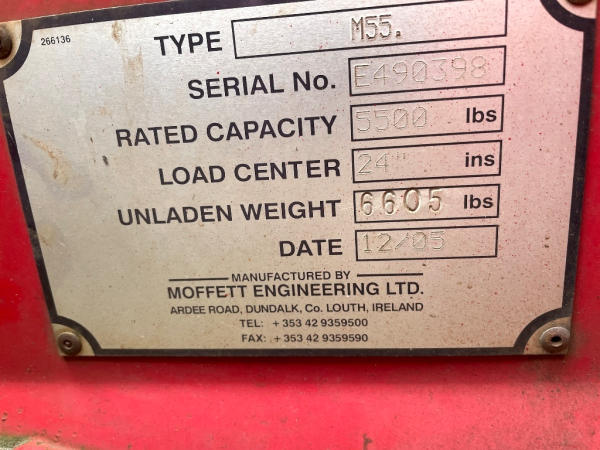 266136
TYPE M55.
SERIAL No. E490398
RATED CAPACITY 5500 lbs
LOAD CENTER 24" ins
UNLADEN WEIGHT 6605 lbs
DATE 12/05
MANUFACTURED BY
MOFFETT ENGINEERING LTD.
ARDEE ROAD, DUNDALK, Co. LOUTH, IRELAND
TEL: +353 42 9359500
FAX: +353 42 9359590